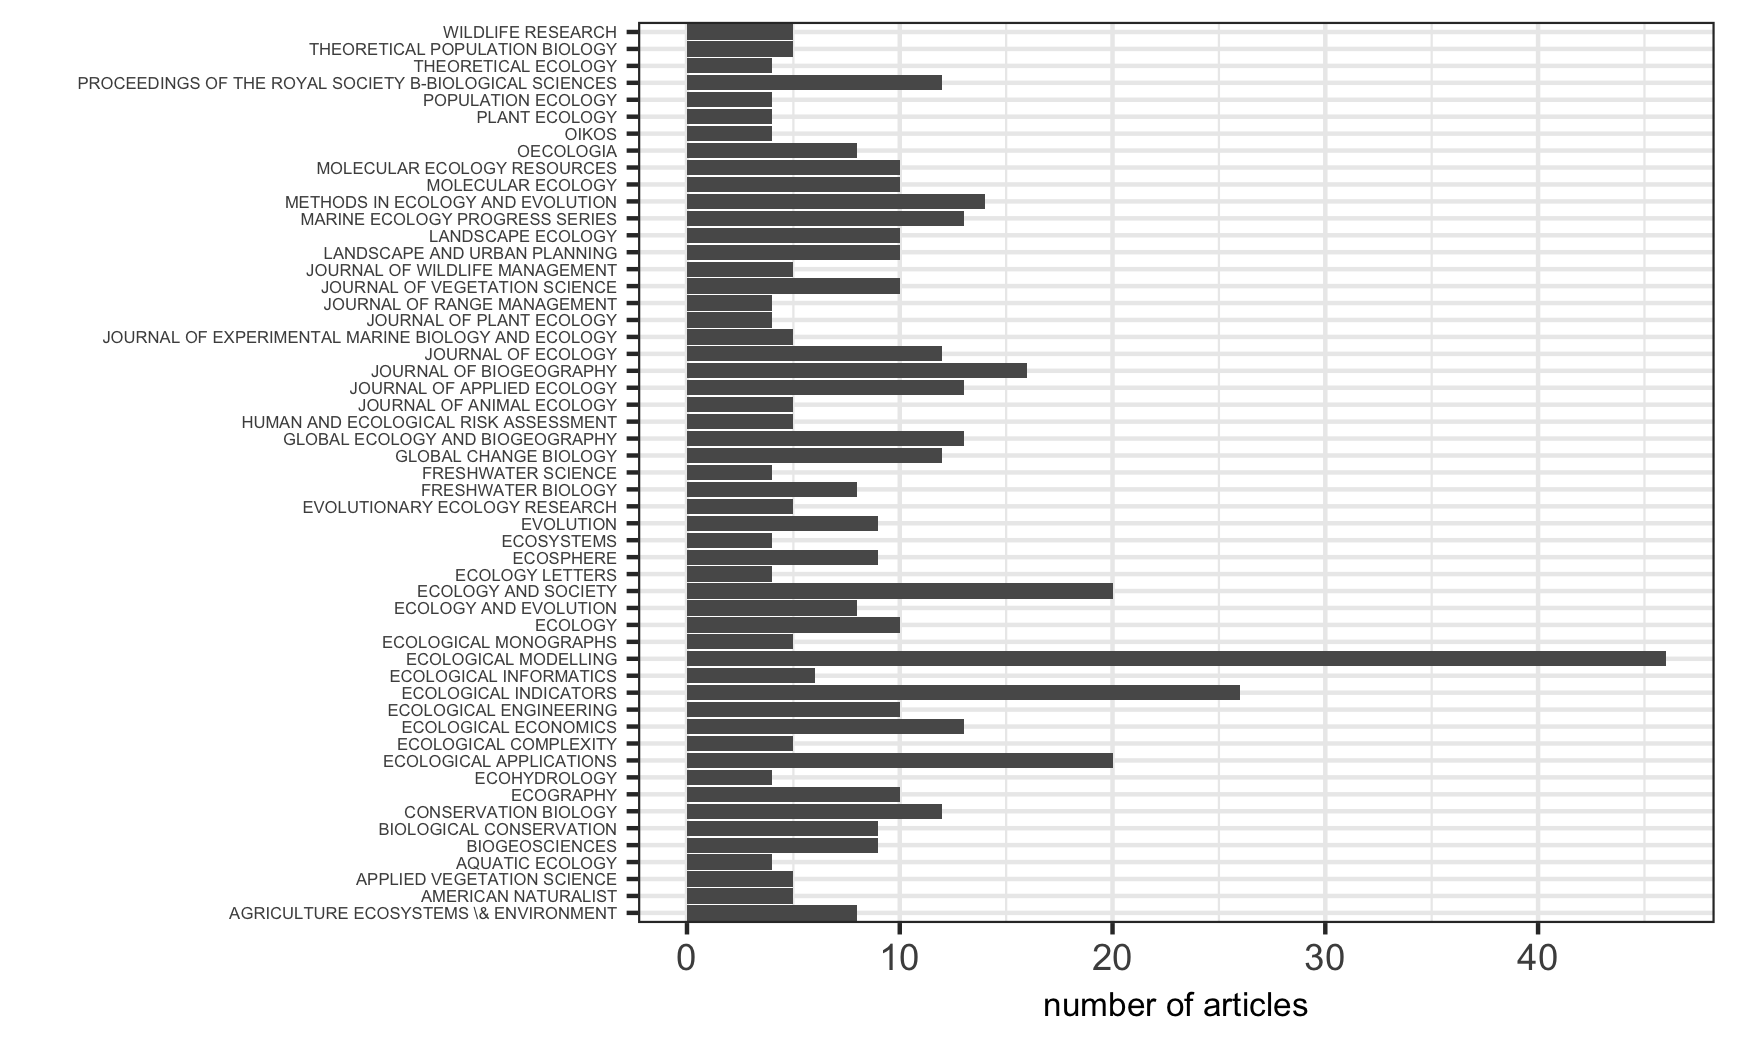 WILDLIFE RESEARCH
THEORETICAL POPULATION BIOLOGY
THEORETICAL ECOLOGY
PROCEEDINGS OF THE ROYAL SOCIETY B-BIOLOGICAL SCIENCES
POPULATION ECOLOGY
PLANT ECOLOGY
OIKOS
OECOLOGIA
MOLECULAR ECOLOGY RESOURCES
MOLECULAR ECOLOGY
METHODS IN ECOLOGY AND EVOLUTION
MARINE ECOLOGY PROGRESS SERIES
LANDSCAPE ECOLOGY
LANDSCAPE AND URBAN PLANNING
JOURNAL OF WILDLIFE MANAGEMENT
JOURNAL OF VEGETATION SCIENCE
JOURNAL OF RANGE MANAGEMENT
JOURNAL OF PLANT ECOLOGY
JOURNAL OF EXPERIMENTAL MARINE BIOLOGY AND ECOLOGY
JOURNAL OF ECOLOGY
JOURNAL OF BIOGEOGRAPHY
JOURNAL OF APPLIED ECOLOGY
JOURNAL OF ANIMAL ECOLOGY
HUMAN AND ECOLOGICAL RISK ASSESSMENT
GLOBAL ECOLOGY AND BIOGEOGRAPHY
GLOBAL CHANGE BIOLOGY
FRESHWATER SCIENCE
FRESHWATER BIOLOGY
EVOLUTIONARY ECOLOGY RESEARCH
EVOLUTION
ECOSYSTEMS
ECOSPHERE
ECOLOGY LETTERS
ECOLOGY AND SOCIETY
ECOLOGY AND EVOLUTION
ECOLOGY
ECOLOGICAL MONOGRAPHS
ECOLOGICAL MODELLING
ECOLOGICAL INFORMATICS
ECOLOGICAL INDICATORS
ECOLOGICAL ENGINEERING
ECOLOGICAL ECONOMICS
ECOLOGICAL COMPLEXITY
ECOLOGICAL APPLICATIONS
ECOHYDROLOGY
ECOGRAPHY
CONSERVATION BIOLOGY
BIOLOGICAL CONSERVATION
BIOGEOSCIENCES
AQUATIC ECOLOGY
APPLIED VEGETATION SCIENCE
AMERICAN NATURALIST
AGRICULTURE ECOSYSTEMS \& ENVIRONMENT
0 10 20 30 40
number of articles